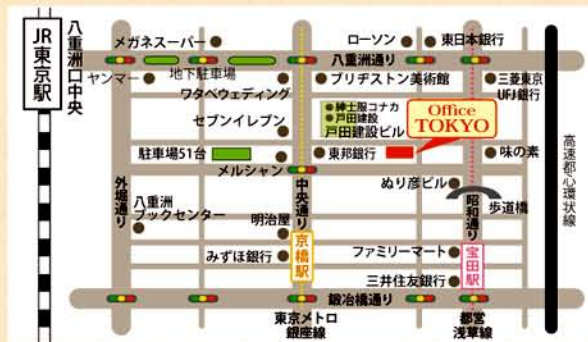 JR東京駅
八重洲口中央
メガネスーパー
ローソン
東日本銀行
八重洲通り
ヤンマー
地下駐車場
ワタベウェディング
ブリヂストン美術館
三菱東京
UFJ銀行
紳士服コナカ
戸田建設
戸田建設ビル
Office
TOKYO
セブンイレブン
駐車場51台
東邦銀行
味の素
メルシャン
外堀通り
中央通り
昭和通り
ぬり彦ビル
歩道橋
高速都心環状線
八重洲
ブックセンター
明治屋
京橋駅
みずほ銀行
ファミリーマート
宝田駅
三井住友銀行
鍛冶橋通り
東京メトロ
銀座線
都営
浅草線